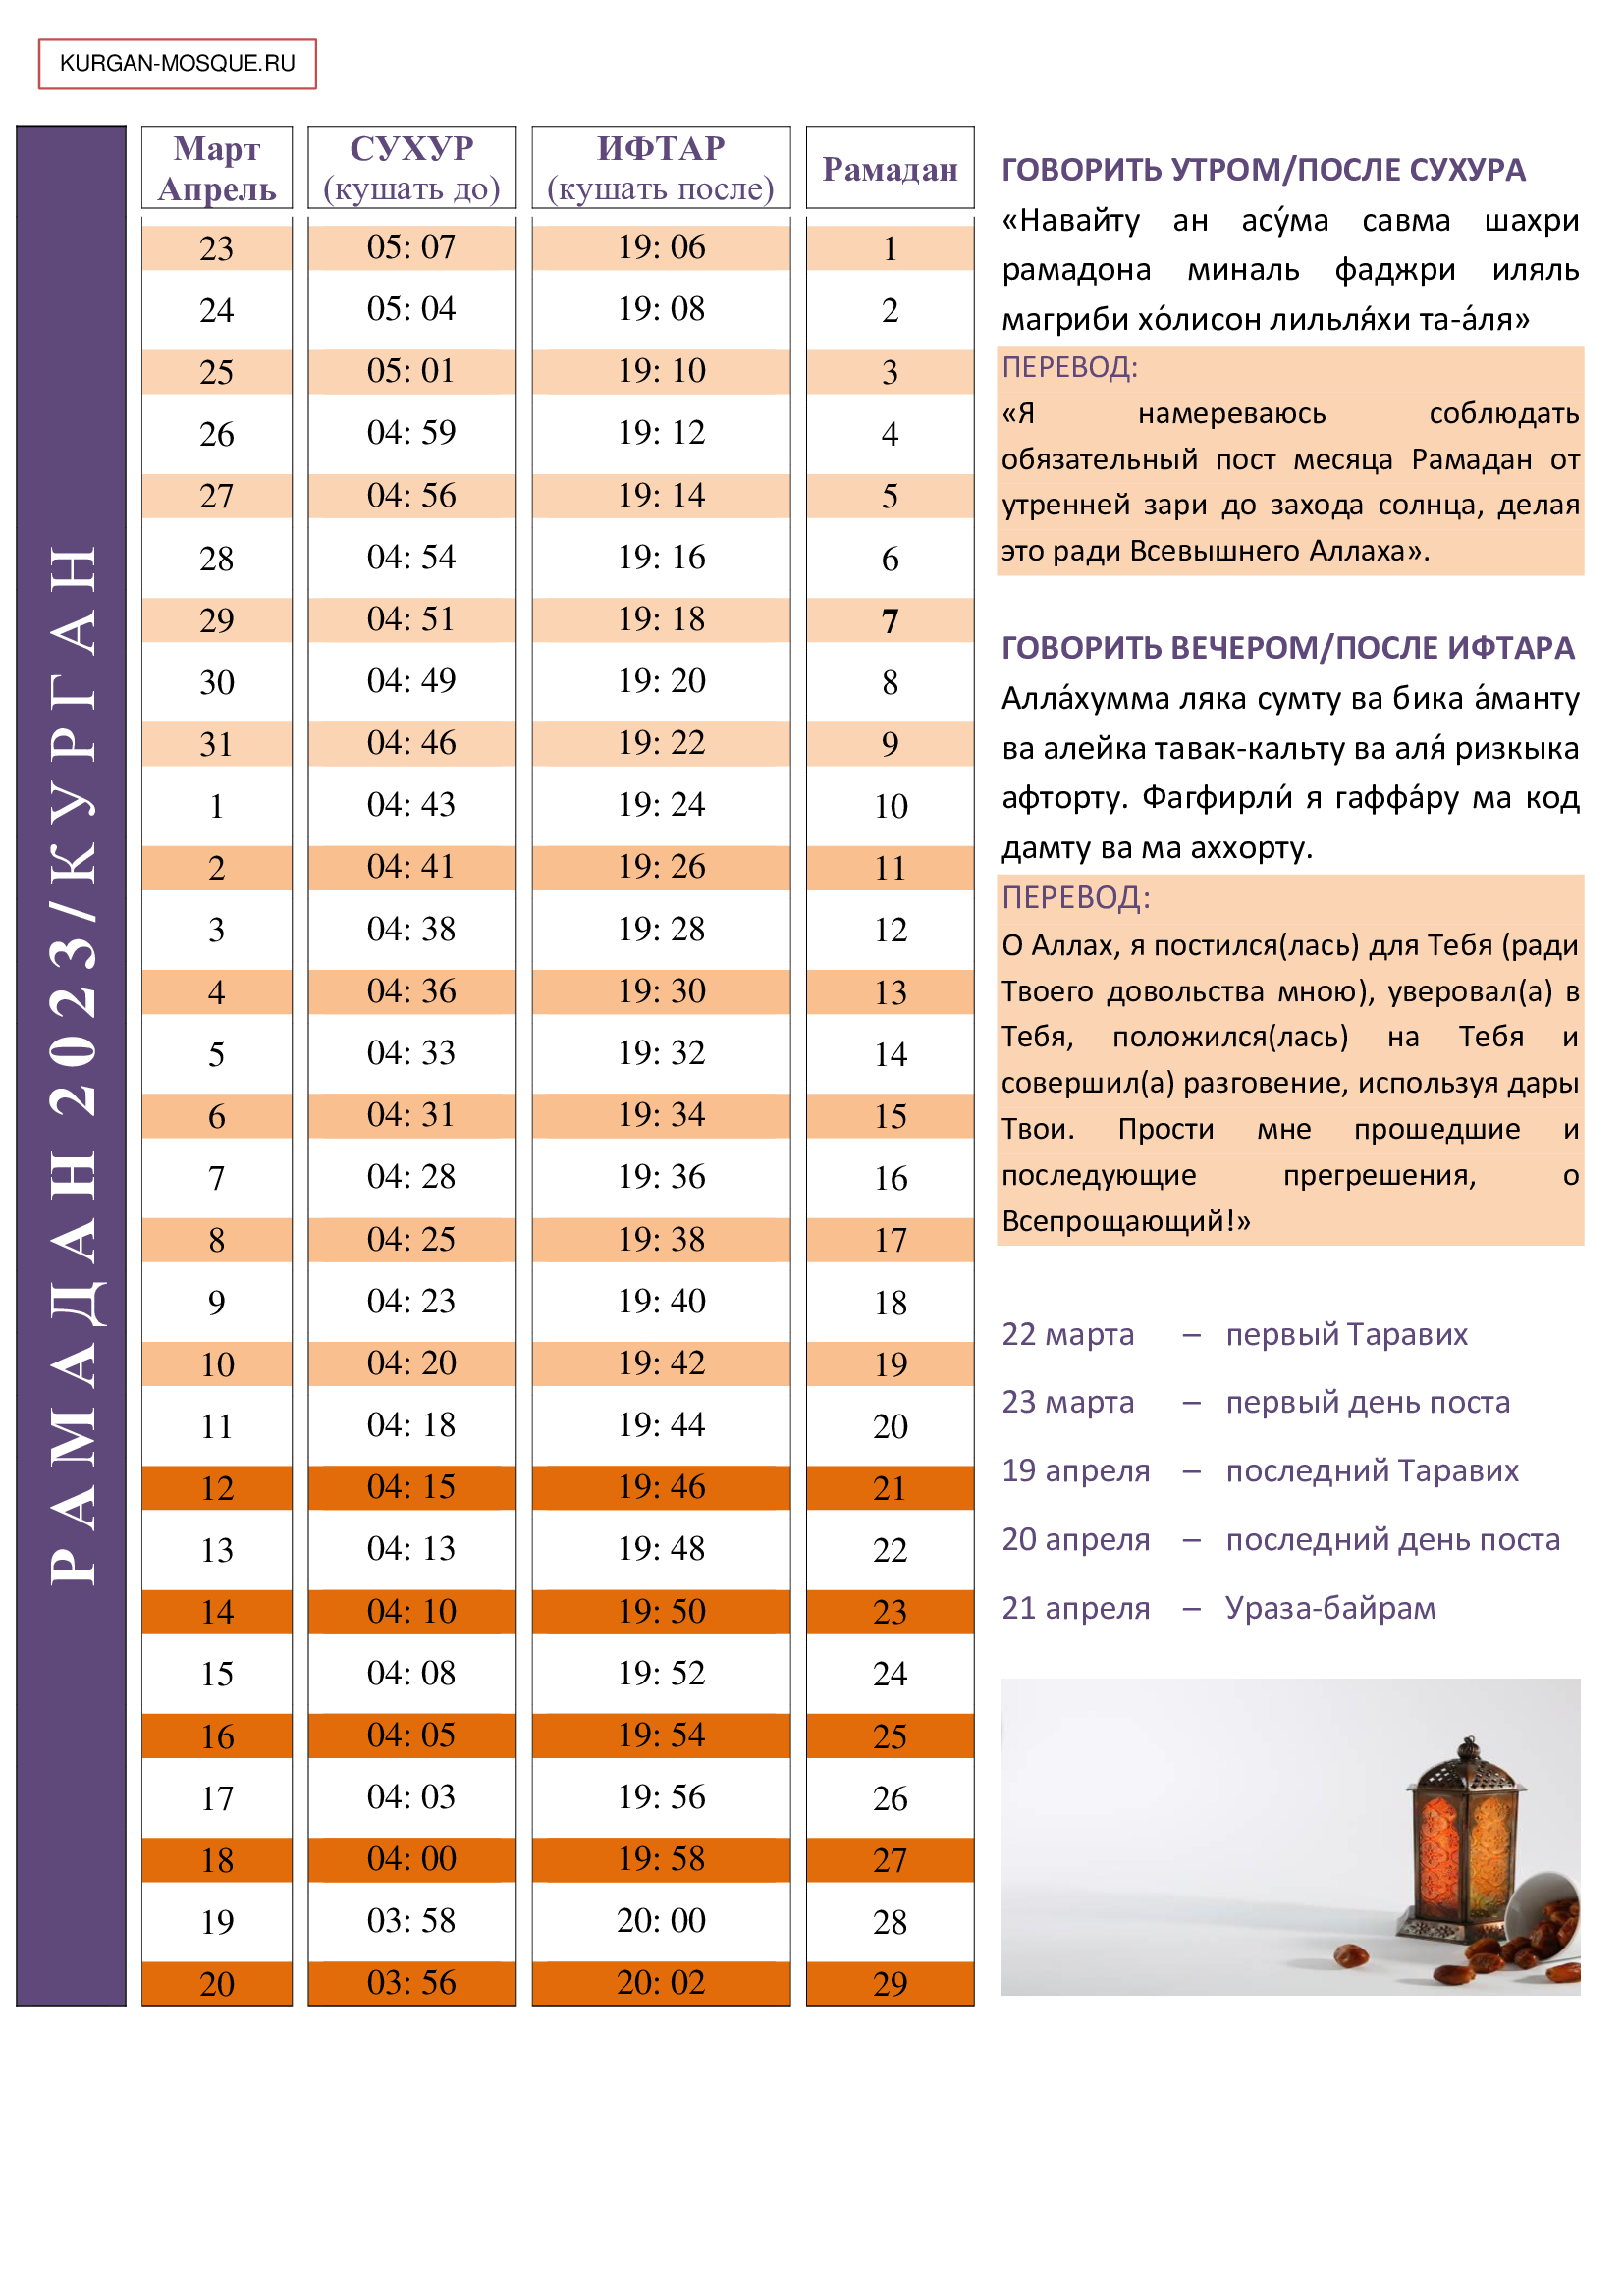 KURGAN-MOSQUE.RU
РАМАДАН 2023/КУРГАН
Март Апрель СУХУР (кушать до) ИФТАР (кушать после) Рамадан
23 05: 07 19: 06 1
24 05: 04 19: 08 2
25 05: 01 19: 10 3
26 04: 59 19: 12 4
27 04: 56 19: 14 5
28 04: 54 19: 16 6
29 04: 51 19: 18 7
30 04: 49 19: 20 8
31 04: 46 19: 22 9
1 04: 43 19: 24 10
2 04: 41 19: 26 11
3 04: 38 19: 28 12
4 04: 36 19: 30 13
5 04: 33 19: 32 14
6 04: 31 19: 34 15
7 04: 28 19: 36 16
8 04: 25 19: 38 17
9 04: 23 19: 40 18
10 04: 20 19: 42 19
11 04: 18 19: 44 20
12 04: 15 19: 46 21
13 04: 13 19: 48 22
14 04: 10 19: 50 23
15 04: 08 19: 52 24
16 04: 05 19: 54 25
17 04: 03 19: 56 26
18 04: 00 19: 58 27
19 03: 58 20: 00 28
20 03: 56 20: 02 29
ГОВОРИТЬ УТРОМ/ПОСЛЕ СУХУРА
«Навайту ан асу́ма савма шахри
рамадона миналь фаджри иляль
магриби хо́лисон лильля́хи та-а́ля»
ПЕРЕВОД:
«Я намереваюсь соблюдать
обязательный пост месяца Рамадан от
утренней зари до захода солнца, делая
это ради Всевышнего Аллаха».
ГОВОРИТЬ ВЕЧЕРОМ/ПОСЛЕ ИФТАРА
Алла́хумма ляка сумту ва бика а́манту
ва алейка тавак-кальту ва аля́ ризкыка
афторту. Фагфирли́ я гаффа́ру ма код
дамту ва ма аххорту.
ПЕРЕВОД:
О Аллах, я постился(лась) для Тебя (ради
Твоего довольства мною), уверовал(а) в
Тебя, положился(лась) на Тебя и
совершил(а) разговение, используя дары
Твои. Прости мне прошедшие и
последующие прегрешения, о
Всепрощающий!»
22 марта – первый Таравих
23 марта – первый день поста
19 апреля – последний Таравих
20 апреля – последний день поста
21 апреля – Ураза-байрам